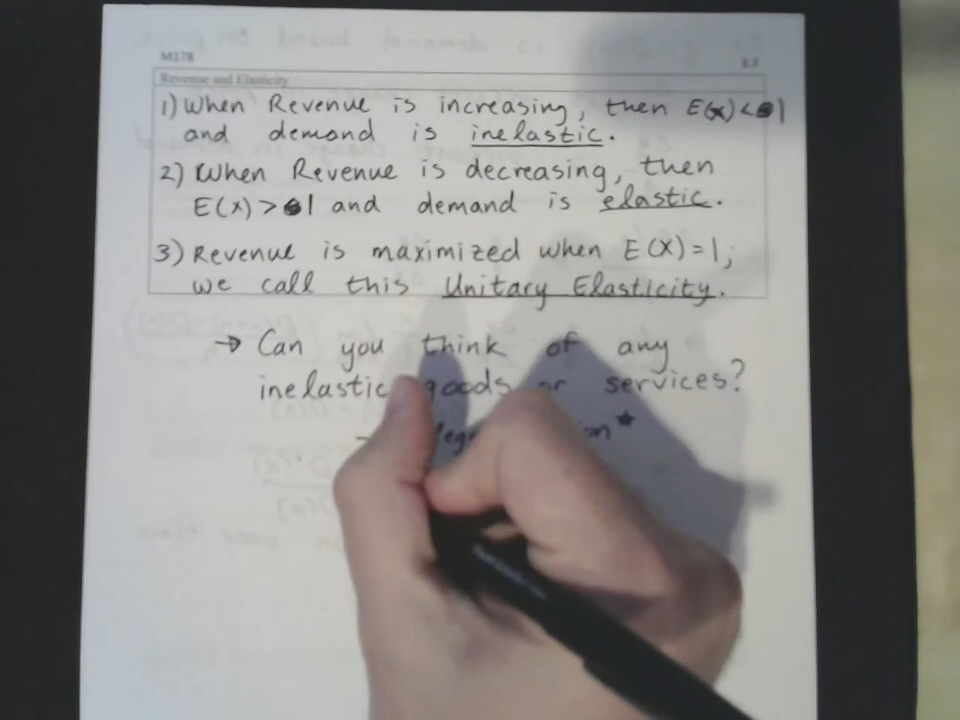 M178
3.7
Revenue and Elasticity
1) When Revenue is increasing, then E(x)<1
and demand is inelastic.
2) When Revenue is decreasing, then
E(x)>1 and demand is elastic.
3) Revenue is maximized when E(x)=1;
we call this Unitary Elasticity.
→ Can you think of any
inelastic goods or services?